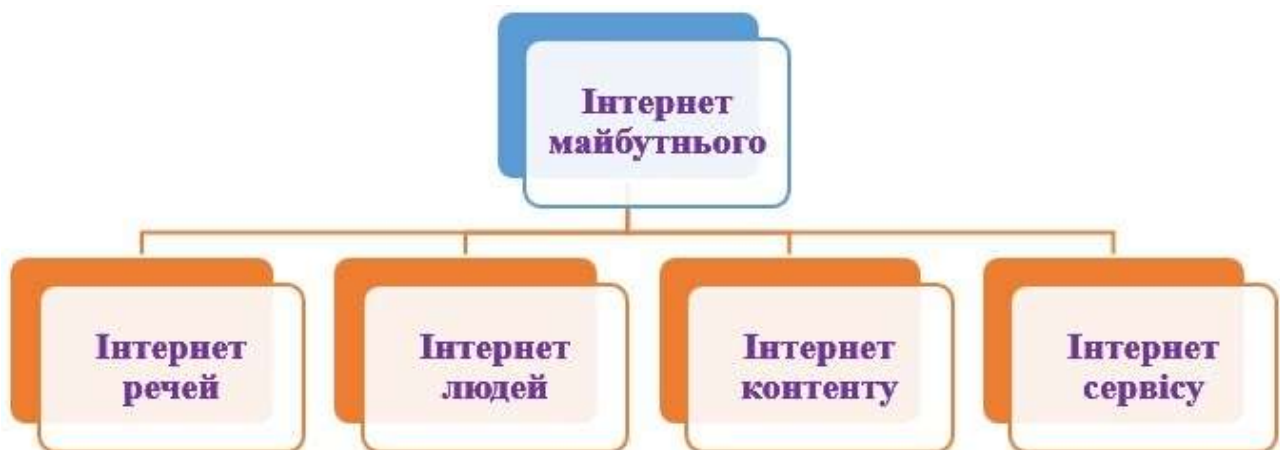 Інтернет
майбутнього
Інтернет
речей
Інтернет
людей
Інтернет
контенту
Інтернет
сервісу